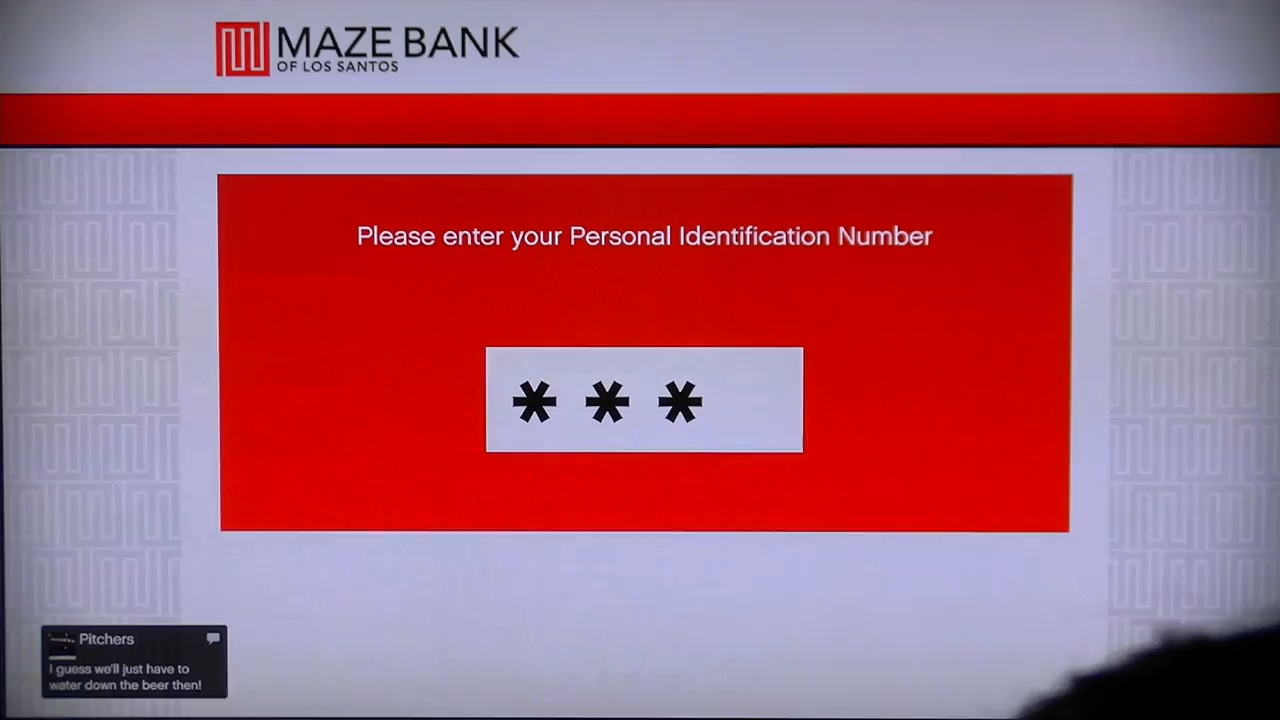 MAZE BANK
OF LOS SANTOS
Please enter your Personal Identification Number
* * *
Pitchers
I guess we'll just have to
water down the beer then!